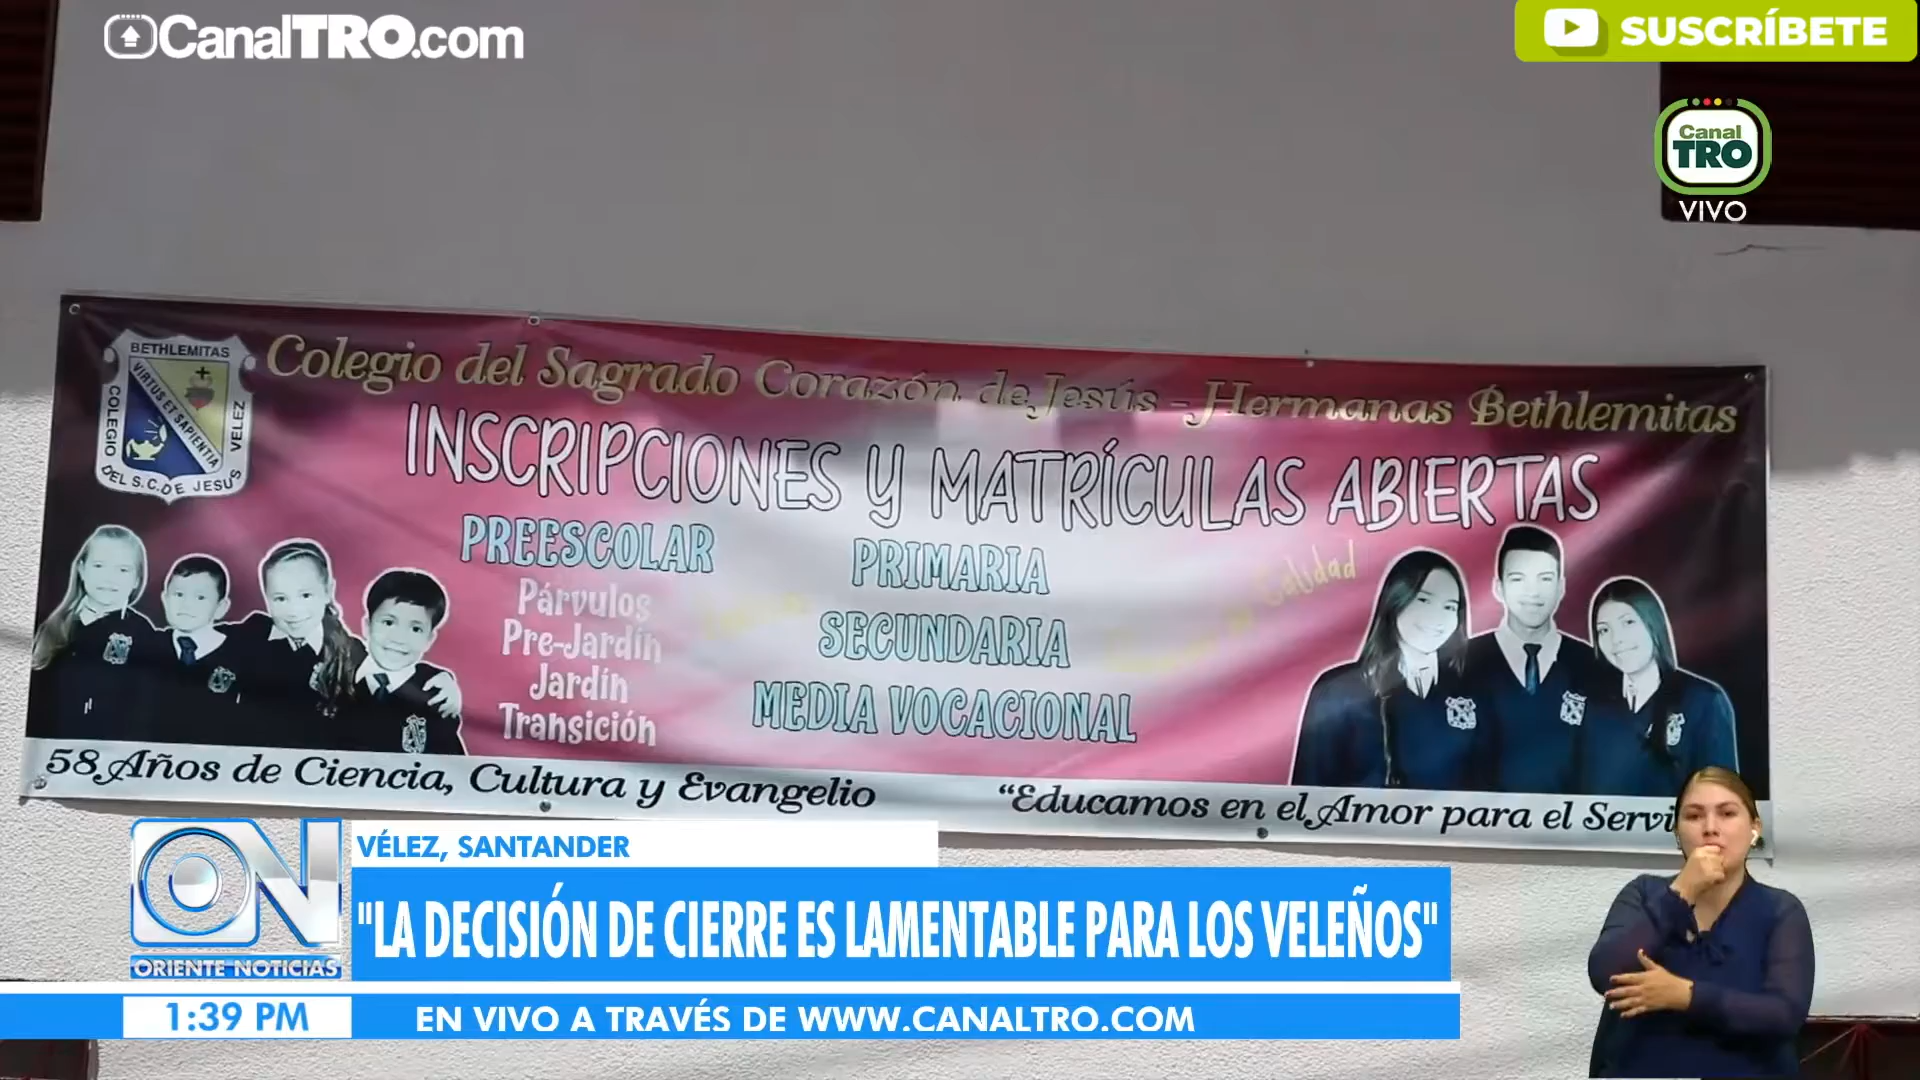 CanalTRO.com
SUSCRÍBETE
Canal
TRO
VIVO
BETHLEMITAS
COLEGIO
VIRTUS ET SAPIENTIA
VELEZ
DEL S.C. DE JESUS
Colegio del Sagrado Corazón de Jesús - Hermanas Bethlemitas
INSCRIPCIONES Y MATRÍCULAS ABIERTAS
PREESCOLAR
Párvulos
Pre-Jardín
Jardín
Transición
PRIMARIA
SECUNDARIA
MEDIA VOCACIONAL
Calidad
58 Años de Ciencia, Cultura y Evangelio
"Educamos en el Amor para el Servi
ON
ORIENTE NOTICIAS
VÉLEZ, SANTANDER
"LA DECISIÓN DE CIERRE ES LAMENTABLE PARA LOS VELEÑOS"
1:39 PM
EN VIVO A TRAVÉS DE WWW.CANALTRO.COM